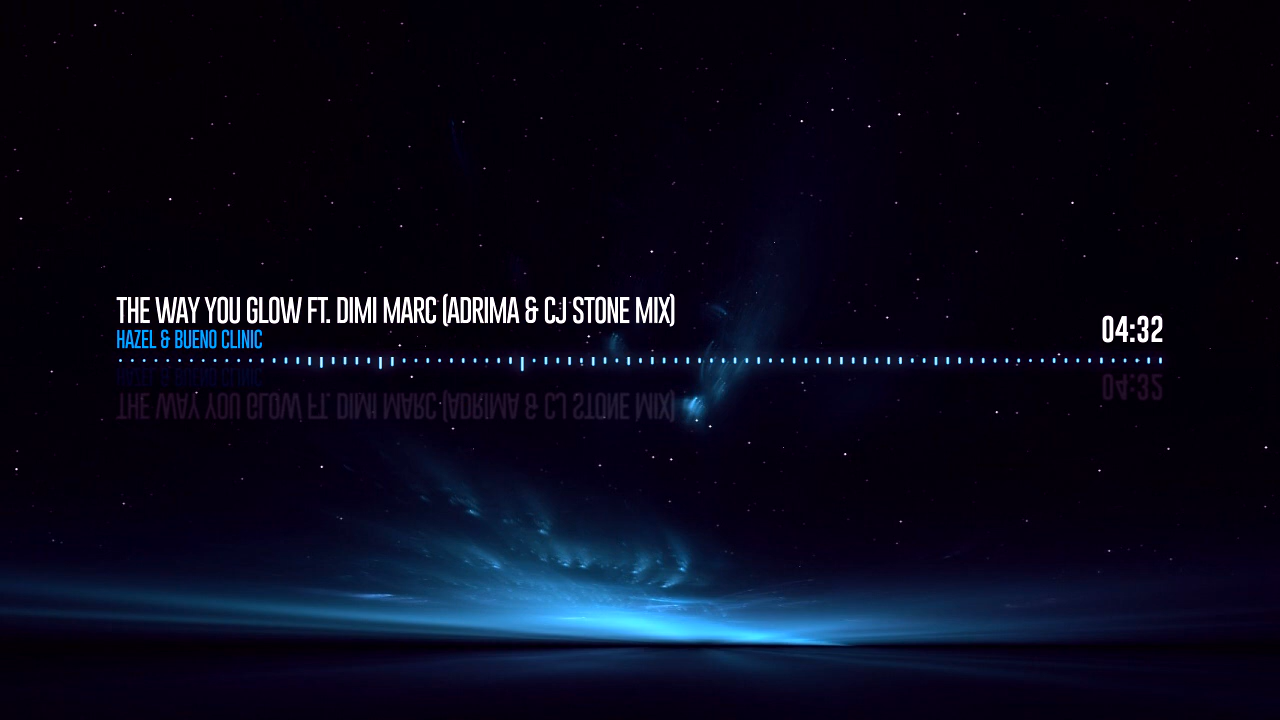 THE WAY YOU GLOW FT. DIMI MARC (ADRIMA & CJ STONE MIX)
HAZEL & BUENO CLINIC
04:32